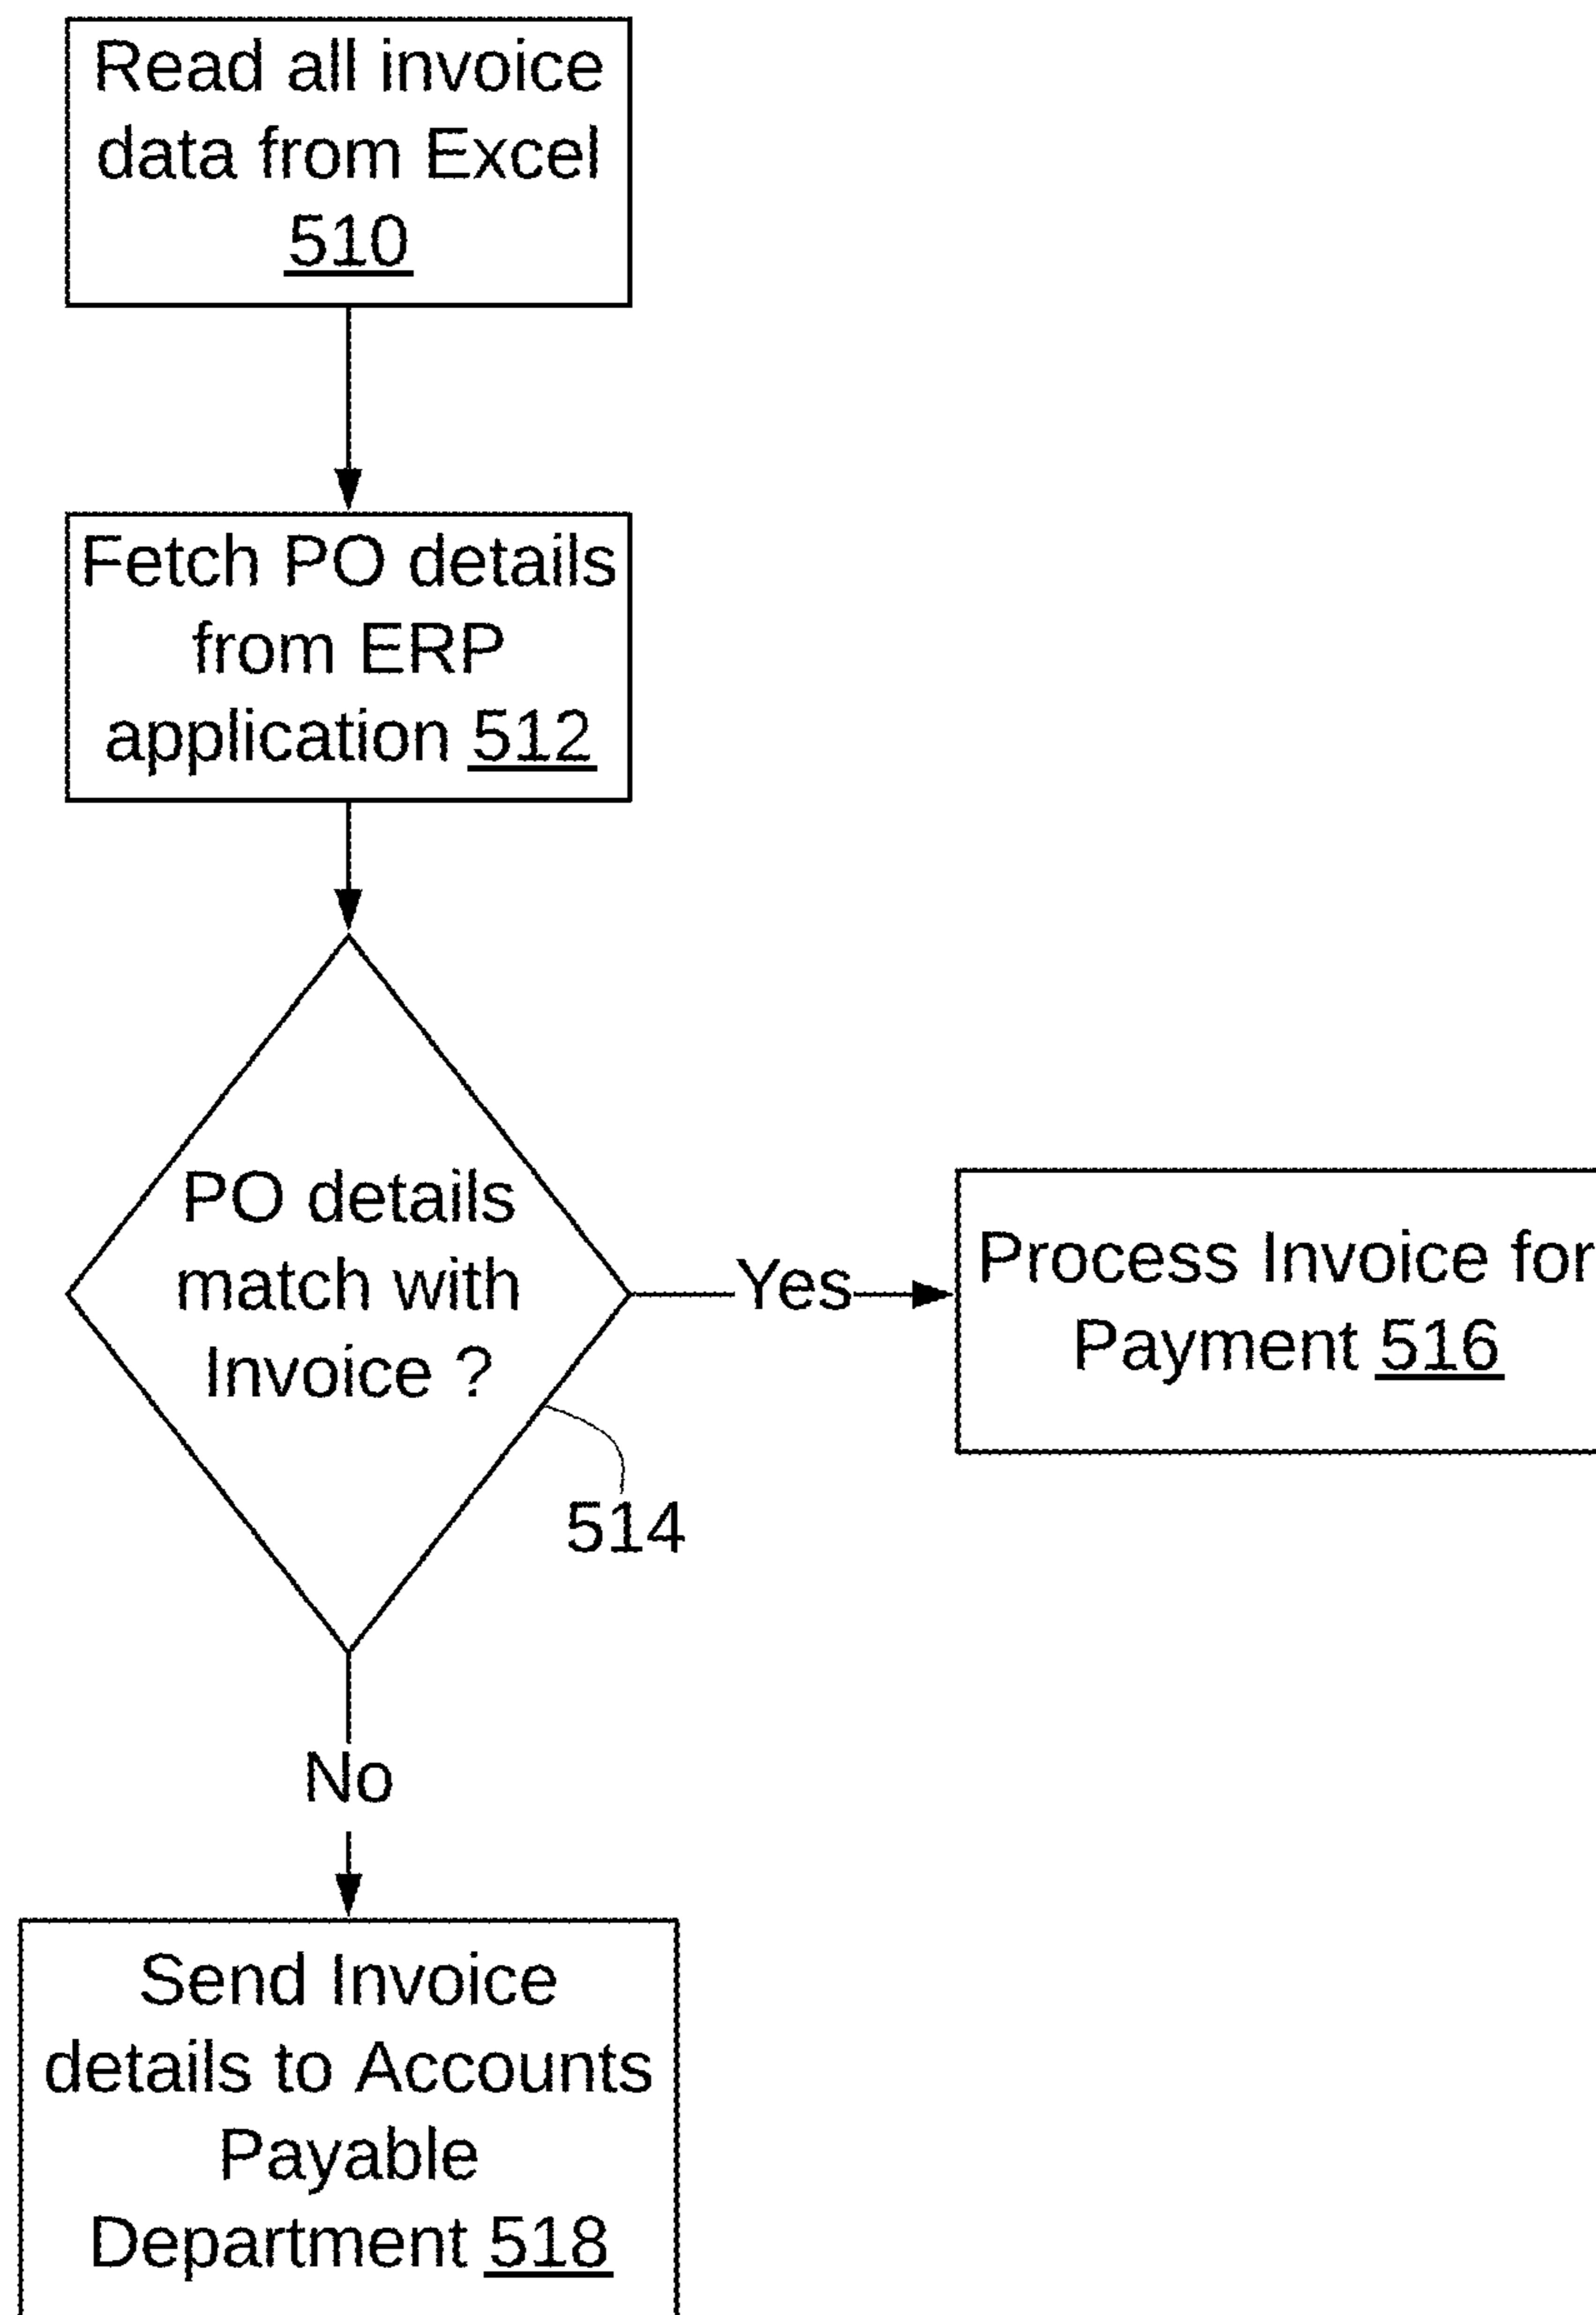 Read all invoice
data from Excel
510
Fetch PO details
from ERP
application 512
PO details
match with
Invoice ?
514
Yes
Process Invoice for
Payment 516
No
Send Invoice
details to Accounts
Payable
Department 518